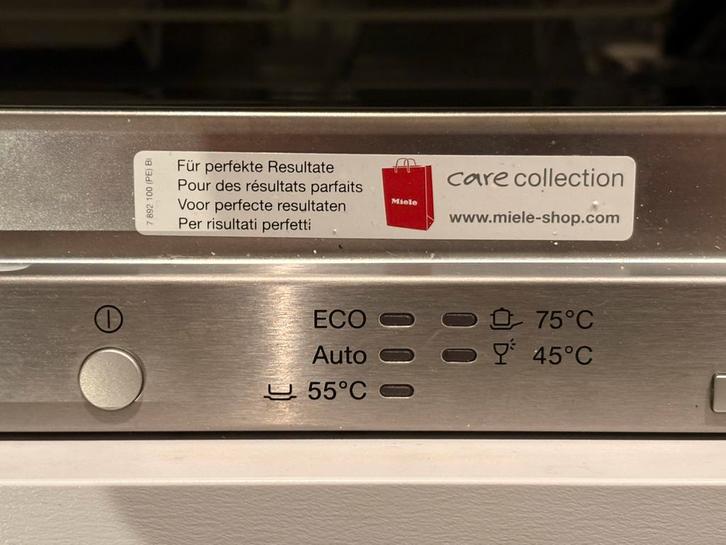 7 892 100 (PE) BI
Für perfekte Resultate
Pour des résultats parfaits
Voor perfecte resultaten
Per risultati perfetti
Miele
care collection
www.miele-shop.com
ECO 75°C
Auto 45°C
55°C